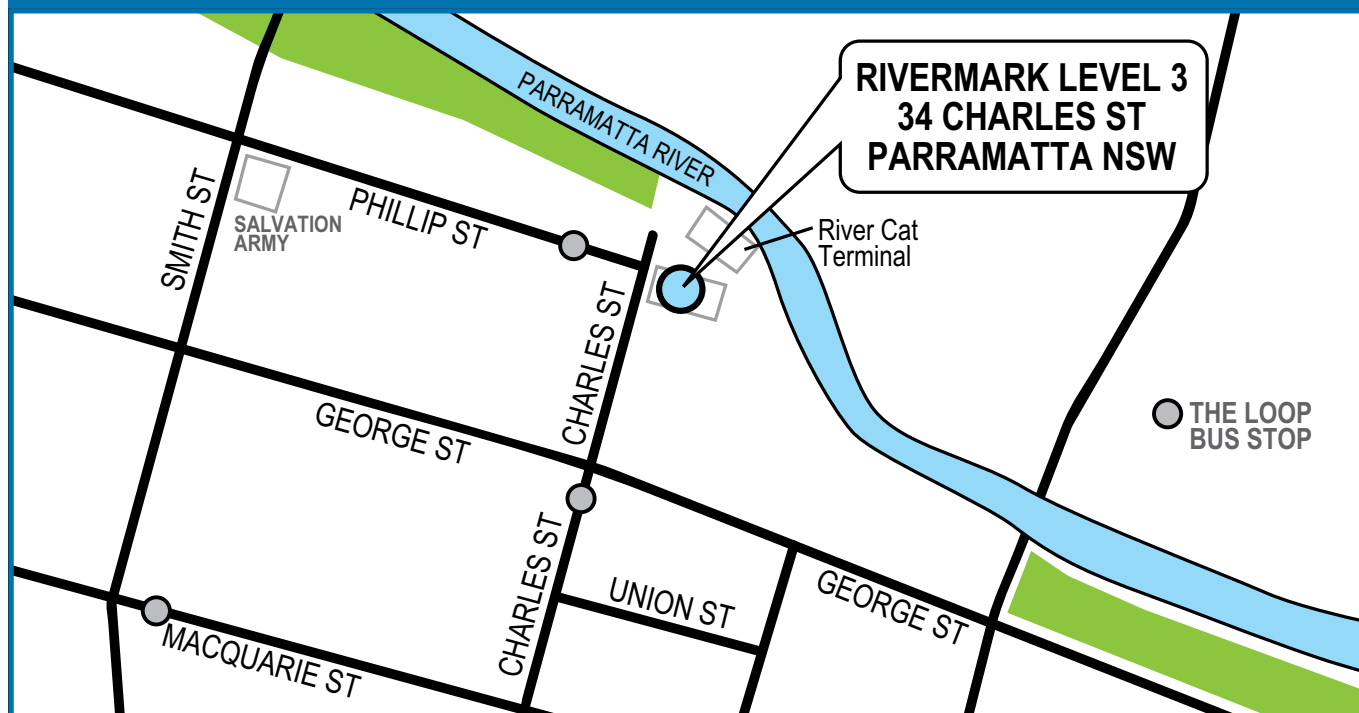 RIVERMARK LEVEL 3
34 CHARLES ST
PARRAMATTA NSW
PARRAMATTA RIVER
River Cat
Terminal
SMITH ST
SALVATION
ARMY
PHILLIP ST
CHARLES ST
GEORGE ST
THE LOOP
BUS STOP
CHARLES ST
UNION ST
GEORGE ST
MACQUARIE ST